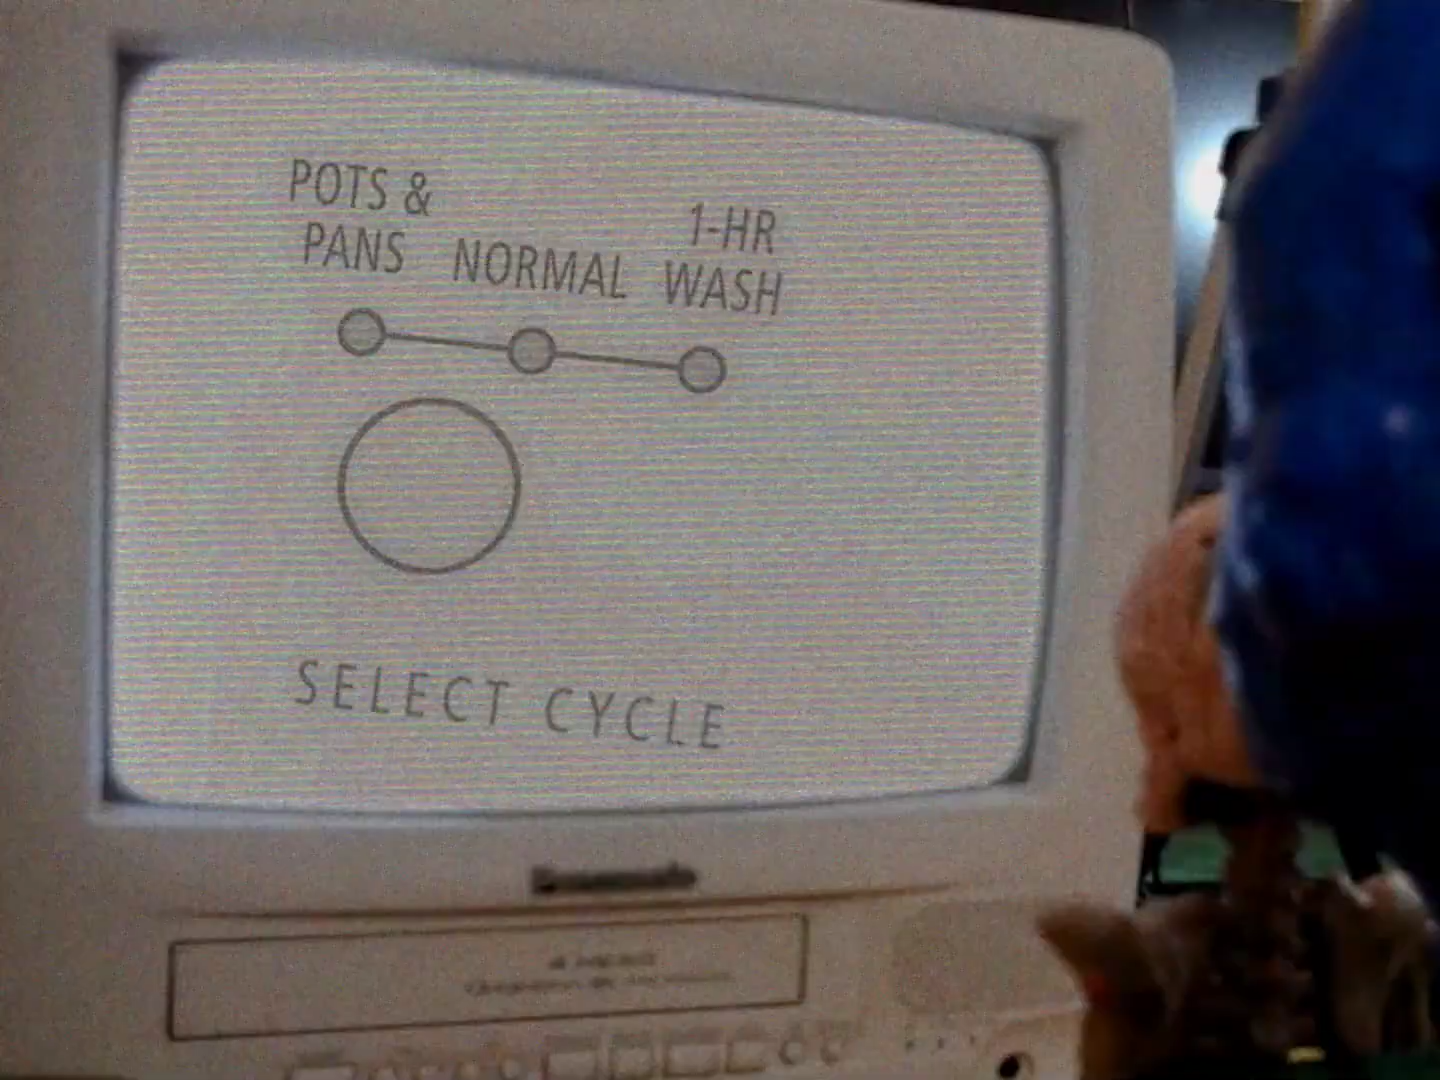 POTS &
PANS NORMAL
1-HR
WASH
SELECT CYCLE